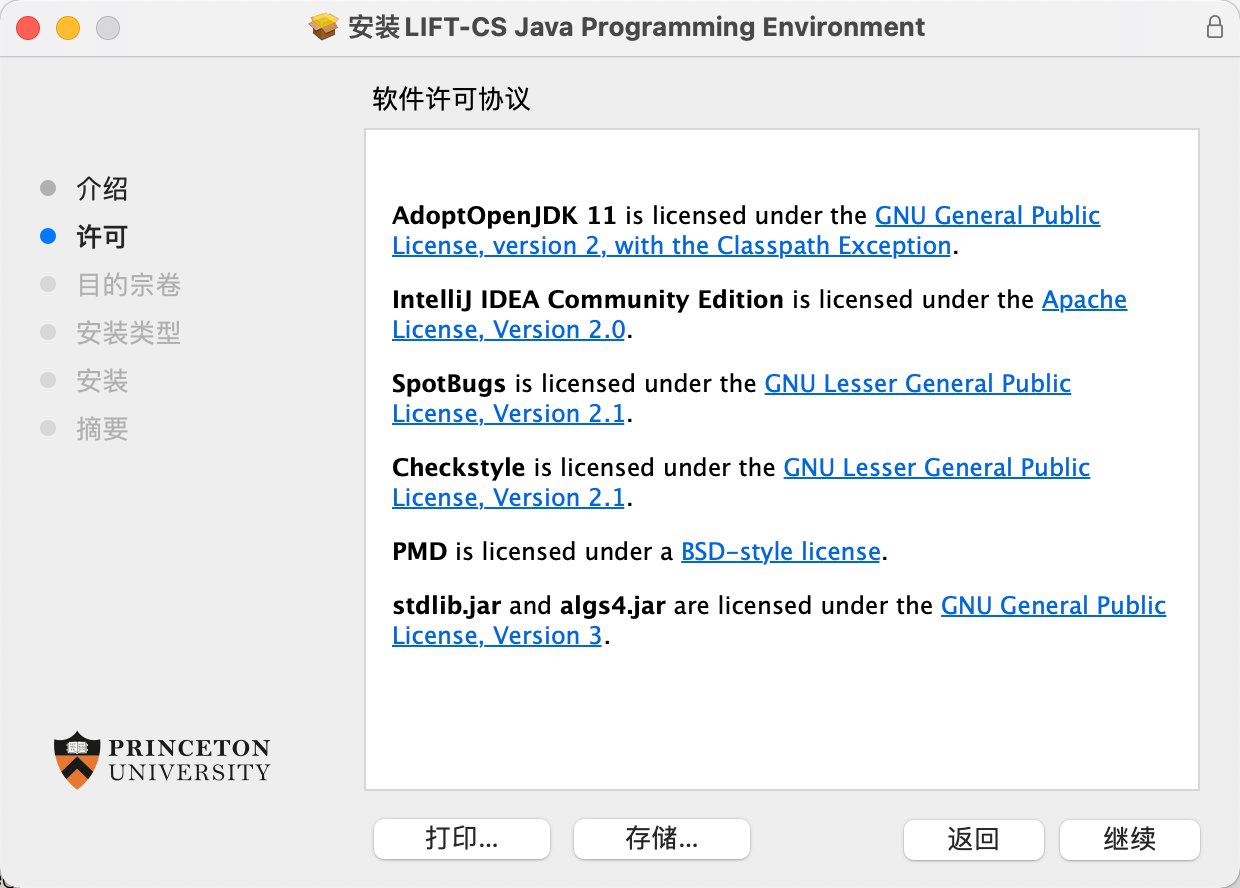 安装LIFT-CS Java Programming Environment
软件许可协议
介绍
许可
目的宗卷
安装类型
安装
摘要
AdoptOpenJDK 11 is licensed under the GNU General Public
License, version 2, with the Classpath Exception.
IntelliJ IDEA Community Edition is licensed under the Apache
License, Version 2.0.
SpotBugs is licensed under the GNU Lesser General Public
License, Version 2.1.
Checkstyle is licensed under the GNU Lesser General Public
License, Version 2.1.
PMD is licensed under a BSD-style license.
stdlib.jar and algs4.jar are licensed under the GNU General Public
License, Version 3.
PRINCETON
UNIVERSITY
打印...
存储...
返回
继续